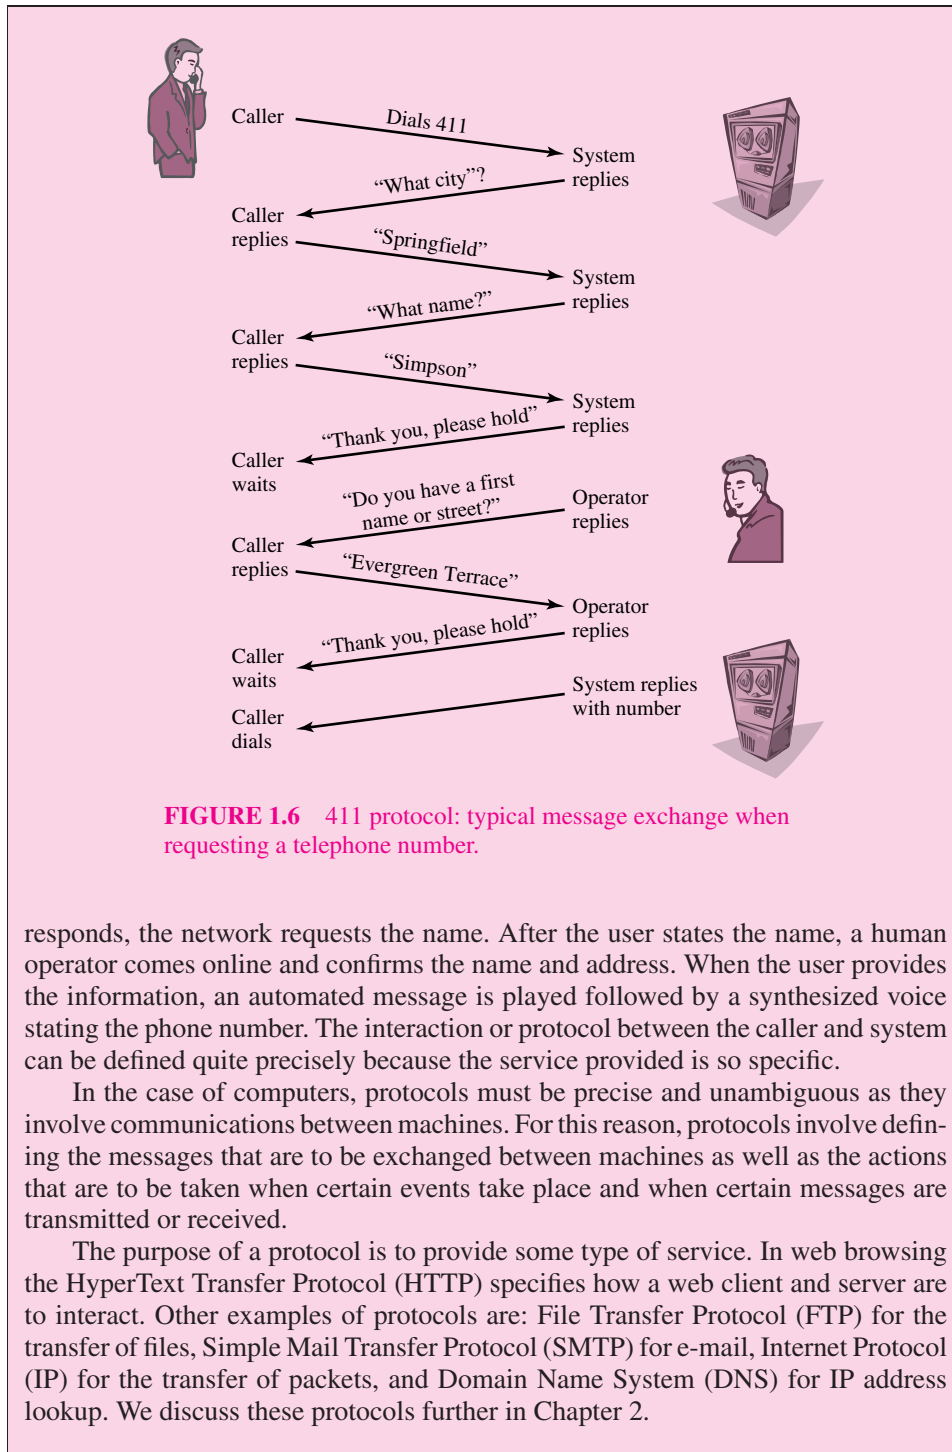 Caller
Dials 411
System
replies
“What city”?
Caller
replies
“Springfield”
System
replies
“What name?”
Caller
replies
“Simpson”
System
replies
“Thank you, please hold”
Caller
waits
“Do you have a first
name or street?”
Operator
replies
Caller
replies
“Evergreen Terrace”
Operator
replies
“Thank you, please hold”
Caller
waits
System replies
with number
Caller
dials
FIGURE 1.6 411 protocol: typical message exchange when
requesting a telephone number.
responds, the network requests the name. After the user states the name, a human
operator comes online and confirms the name and address. When the user provides
the information, an automated message is played followed by a synthesized voice
stating the phone number. The interaction or protocol between the caller and system
can be defined quite precisely because the service provided is so specific.
In the case of computers, protocols must be precise and unambiguous as they
involve communications between machines. For this reason, protocols involve defin-
ing the messages that are to be exchanged between machines as well as the actions
that are to be taken when certain events take place and when certain messages are
transmitted or received.
The purpose of a protocol is to provide some type of service. In web browsing
the HyperText Transfer Protocol (HTTP) specifies how a web client and server are
to interact. Other examples of protocols are: File Transfer Protocol (FTP) for the
transfer of files, Simple Mail Transfer Protocol (SMTP) for e-mail, Internet Protocol
(IP) for the transfer of packets, and Domain Name System (DNS) for IP address
lookup. We discuss these protocols further in Chapter 2.